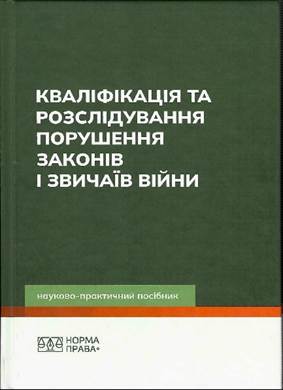 КВАЛІФІКАЦІЯ ТА
РОЗСЛІДУВАННЯ
ПОРУШЕННЯ
ЗАКОНІВ
І ЗВИЧАЇВ ВІЙНИ
науково-практичний посібник
НОРМА
ПРАВА+